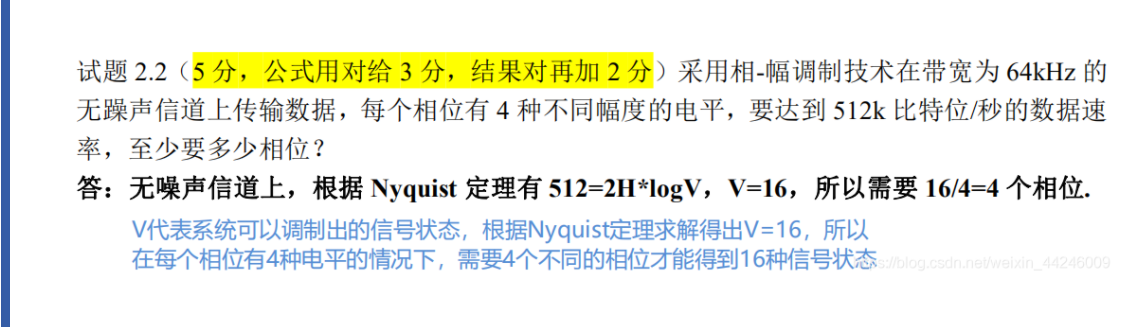 试题 2.2（5 分，公式用对给 3 分，结果对再加 2 分）采用相-幅调制技术在带宽为 64kHz 的
无躁声信道上传输数据，每个相位有 4 种不同幅度的电平，要达到 512k 比特位/秒的数据速
率，至少要多少相位？
答：无噪声信道上，根据 Nyquist 定理有 512=2H*logV，V=16，所以需要 16/4=4 个相位.
V代表系统可以调制出的信号状态，根据Nyquist定理求解得出V=16，所以
在每个相位有4种电平的情况下，需要4个不同的相位才能得到16种信号状态
https://blog.csdn.net/weixin_44246009